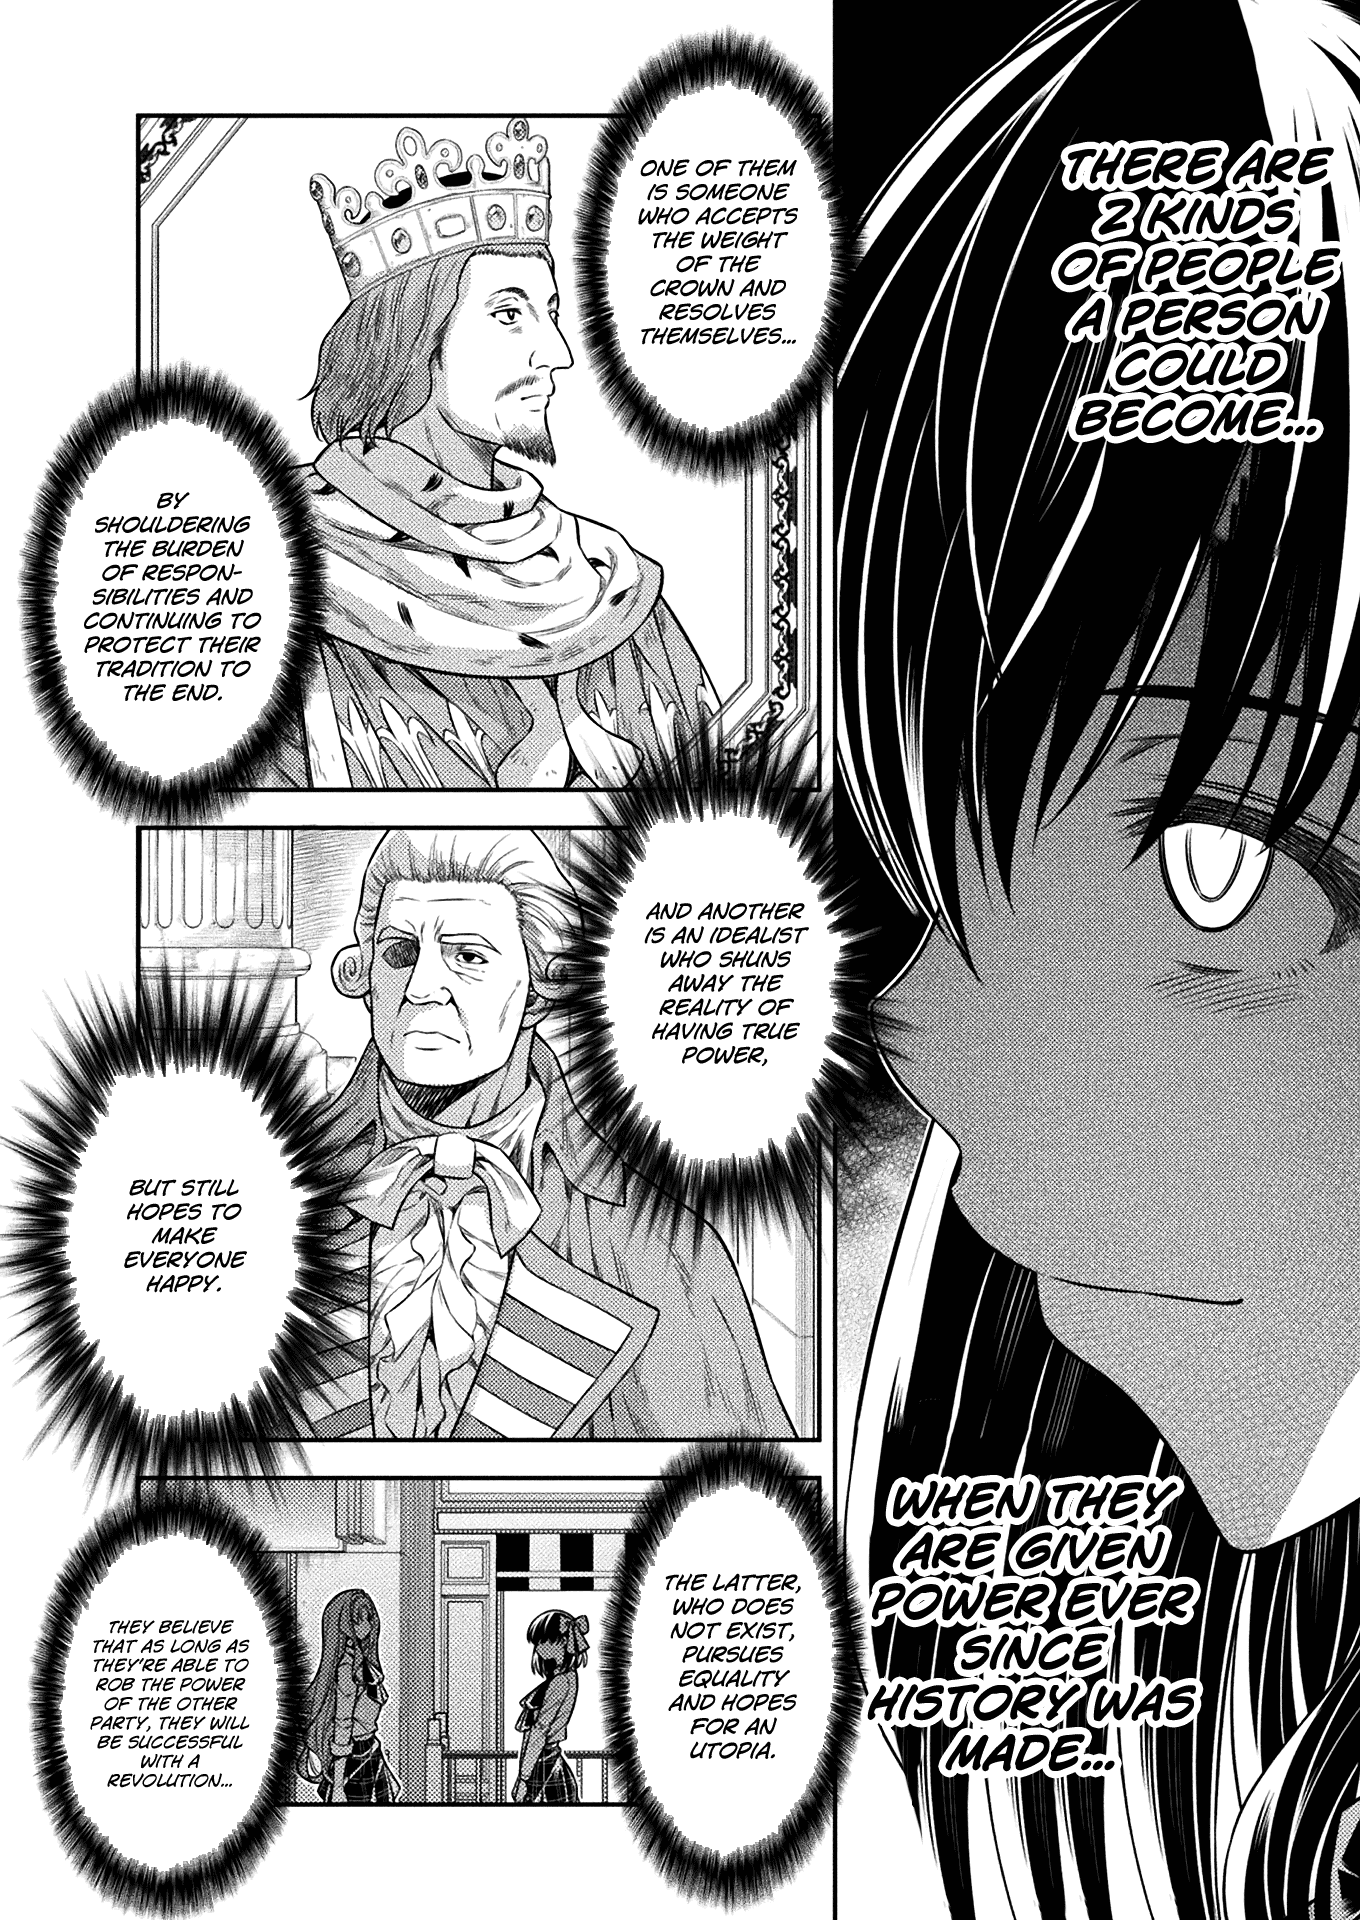 THERE ARE
2 KINDS
OF PEOPLE
A PERSON
COULD
BECOME...
WHEN THEY
ARE GIVEN
POWER EVER
SINCE
HISTORY WAS
MADE...
ONE OF THEM
IS SOMEONE
WHO ACCEPTS
THE WEIGHT
OF THE
CROWN AND
RESOLVES
THEMSELVES...
BY
SHOULDERING
THE BURDEN
OF RESPON-
SIBILITIES AND
CONTINUING TO
PROTECT THEIR
TRADITION TO
THE END.
AND ANOTHER
IS AN IDEALIST
WHO SHUNS
AWAY THE
REALITY OF
HAVING TRUE
POWER,
BUT STILL
HOPES TO
MAKE
EVERYONE
HAPPY.
THE LATTER,
WHO DOES
NOT EXIST,
PURSUES
EQUALITY
AND HOPES
FOR AN
UTOPIA.
THEY BELIEVE
THAT AS LONG AS
THEY'RE ABLE TO
ROB THE POWER
OF THE OTHER
PARTY, THEY WILL
BE SUCCESSFUL
WITH A
REVOLUTION...